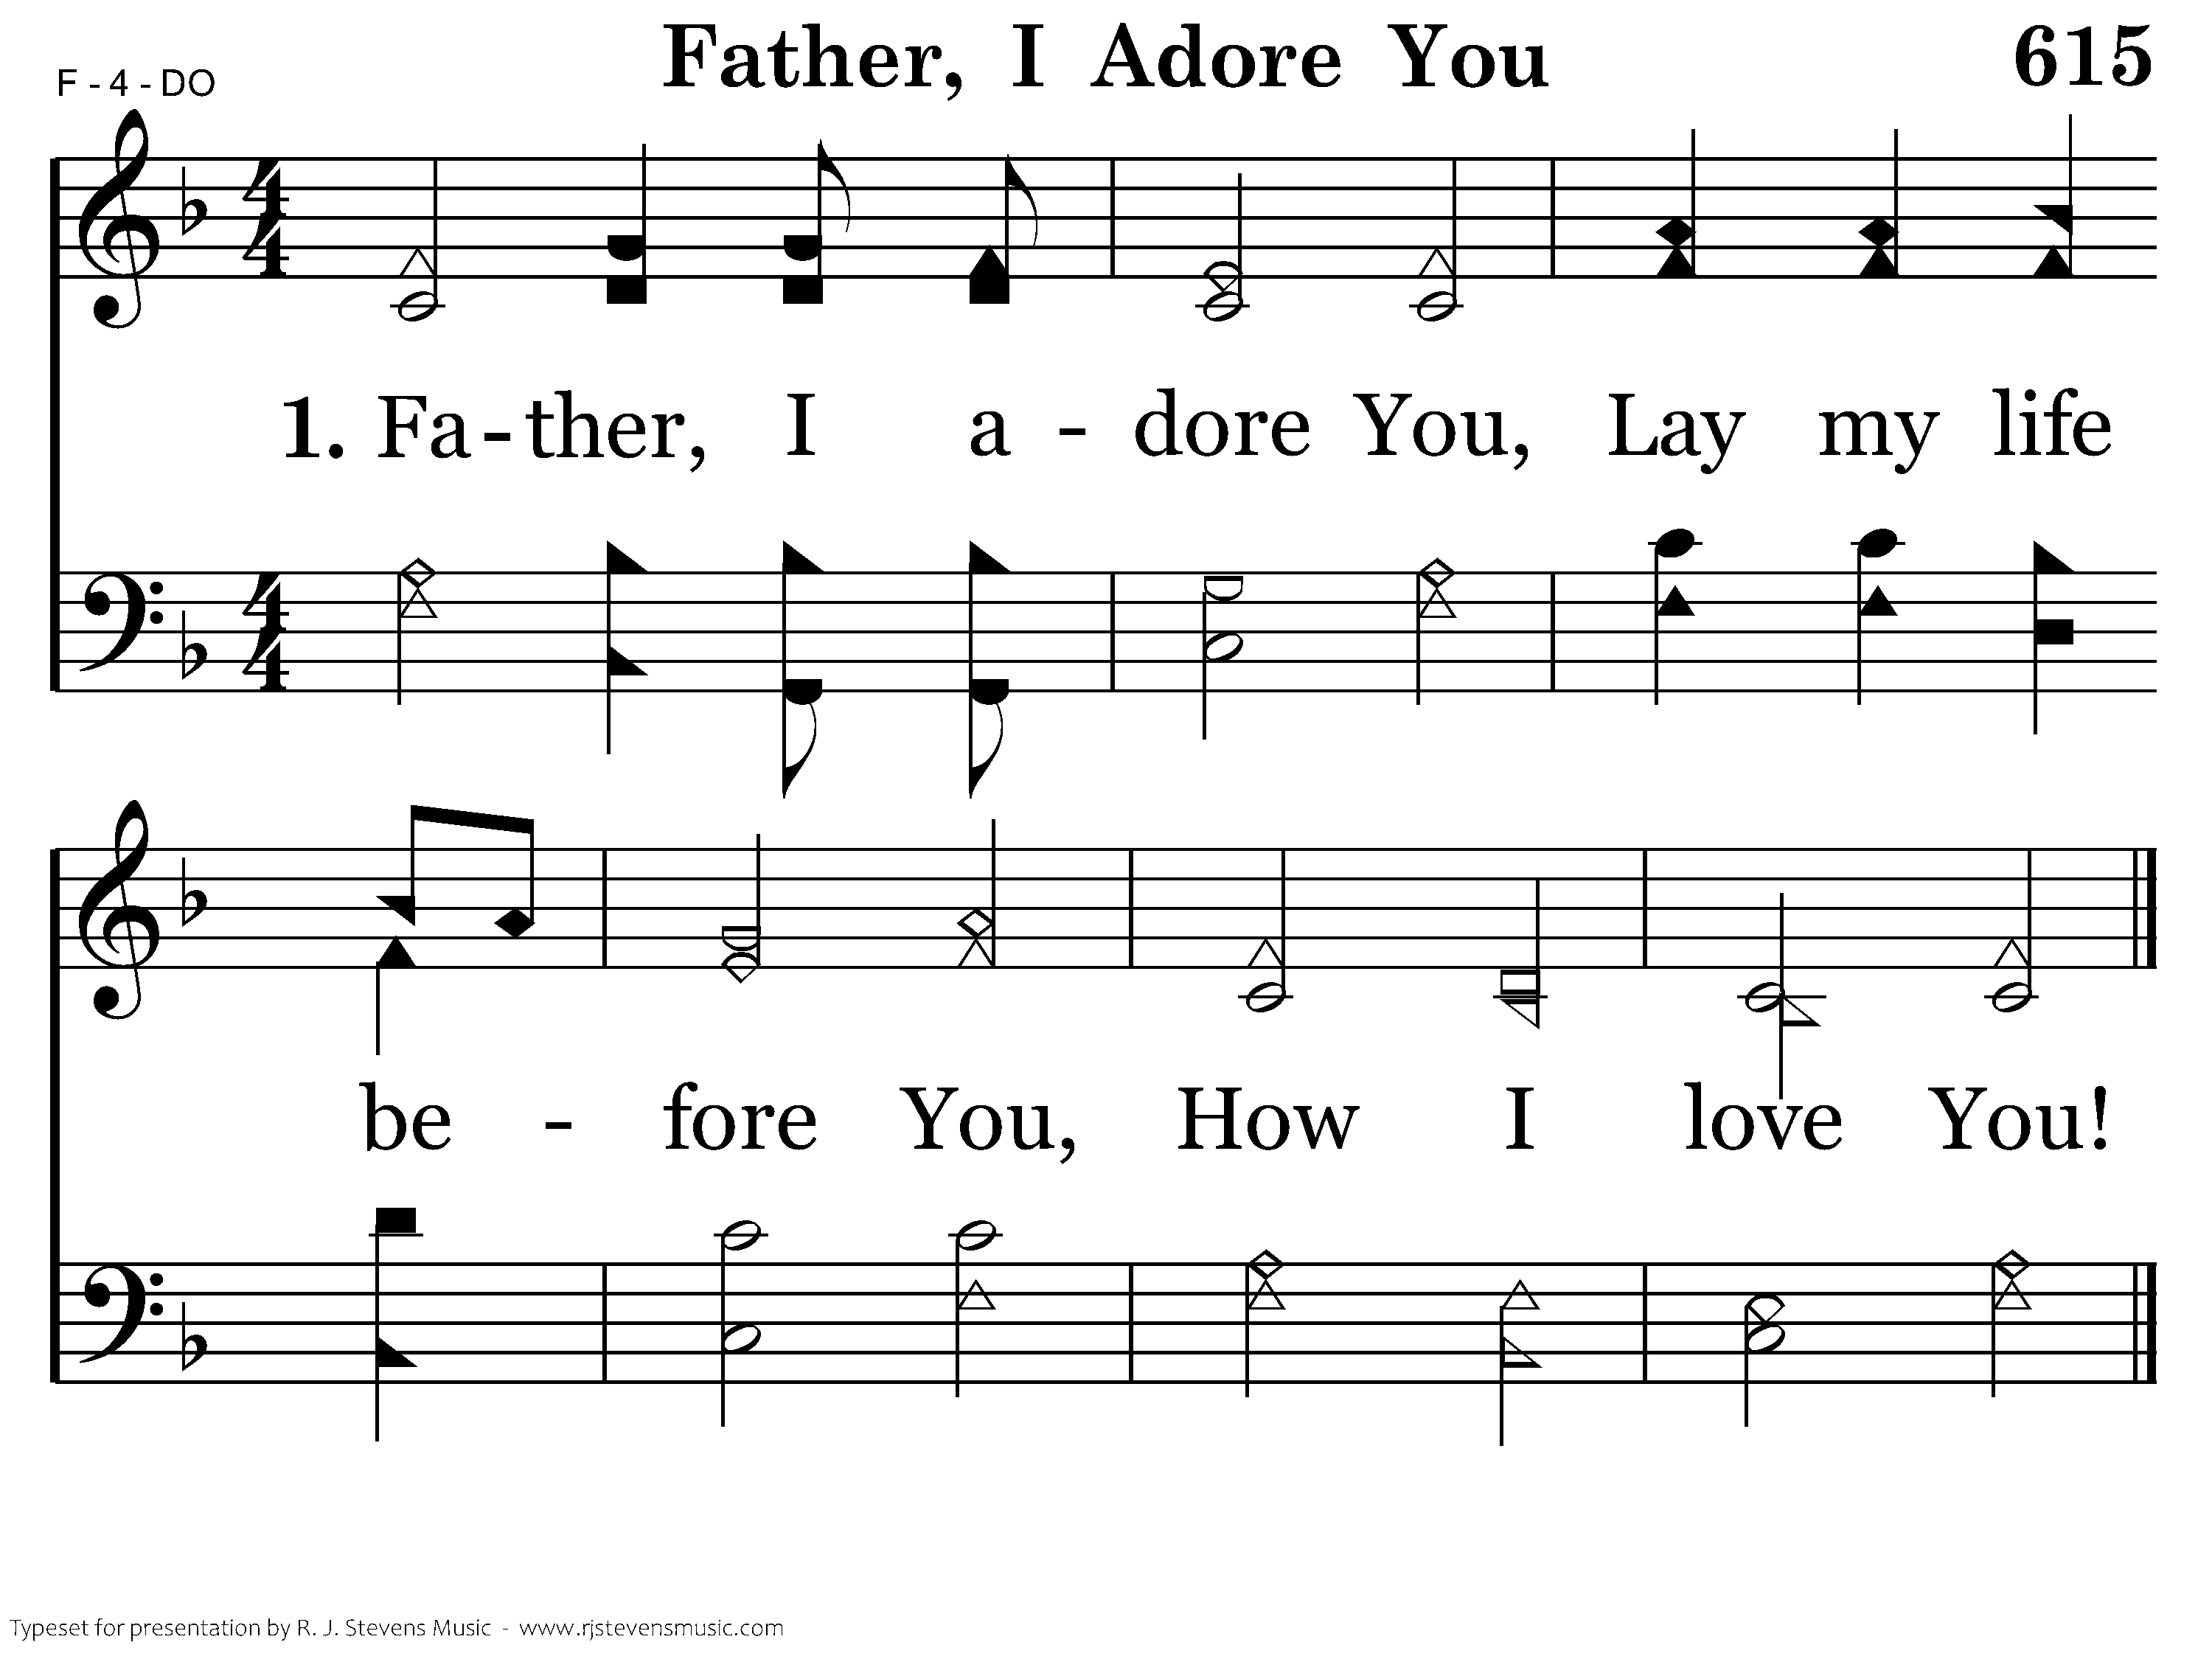 Father, I Adore You 615
F - 4 - DO
1. Fa - ther, I a - dore You, Lay my life
be - fore You, How I love You!
Typeset for presentation by R. J. Stevens Music - www.rjstevensmusic.com